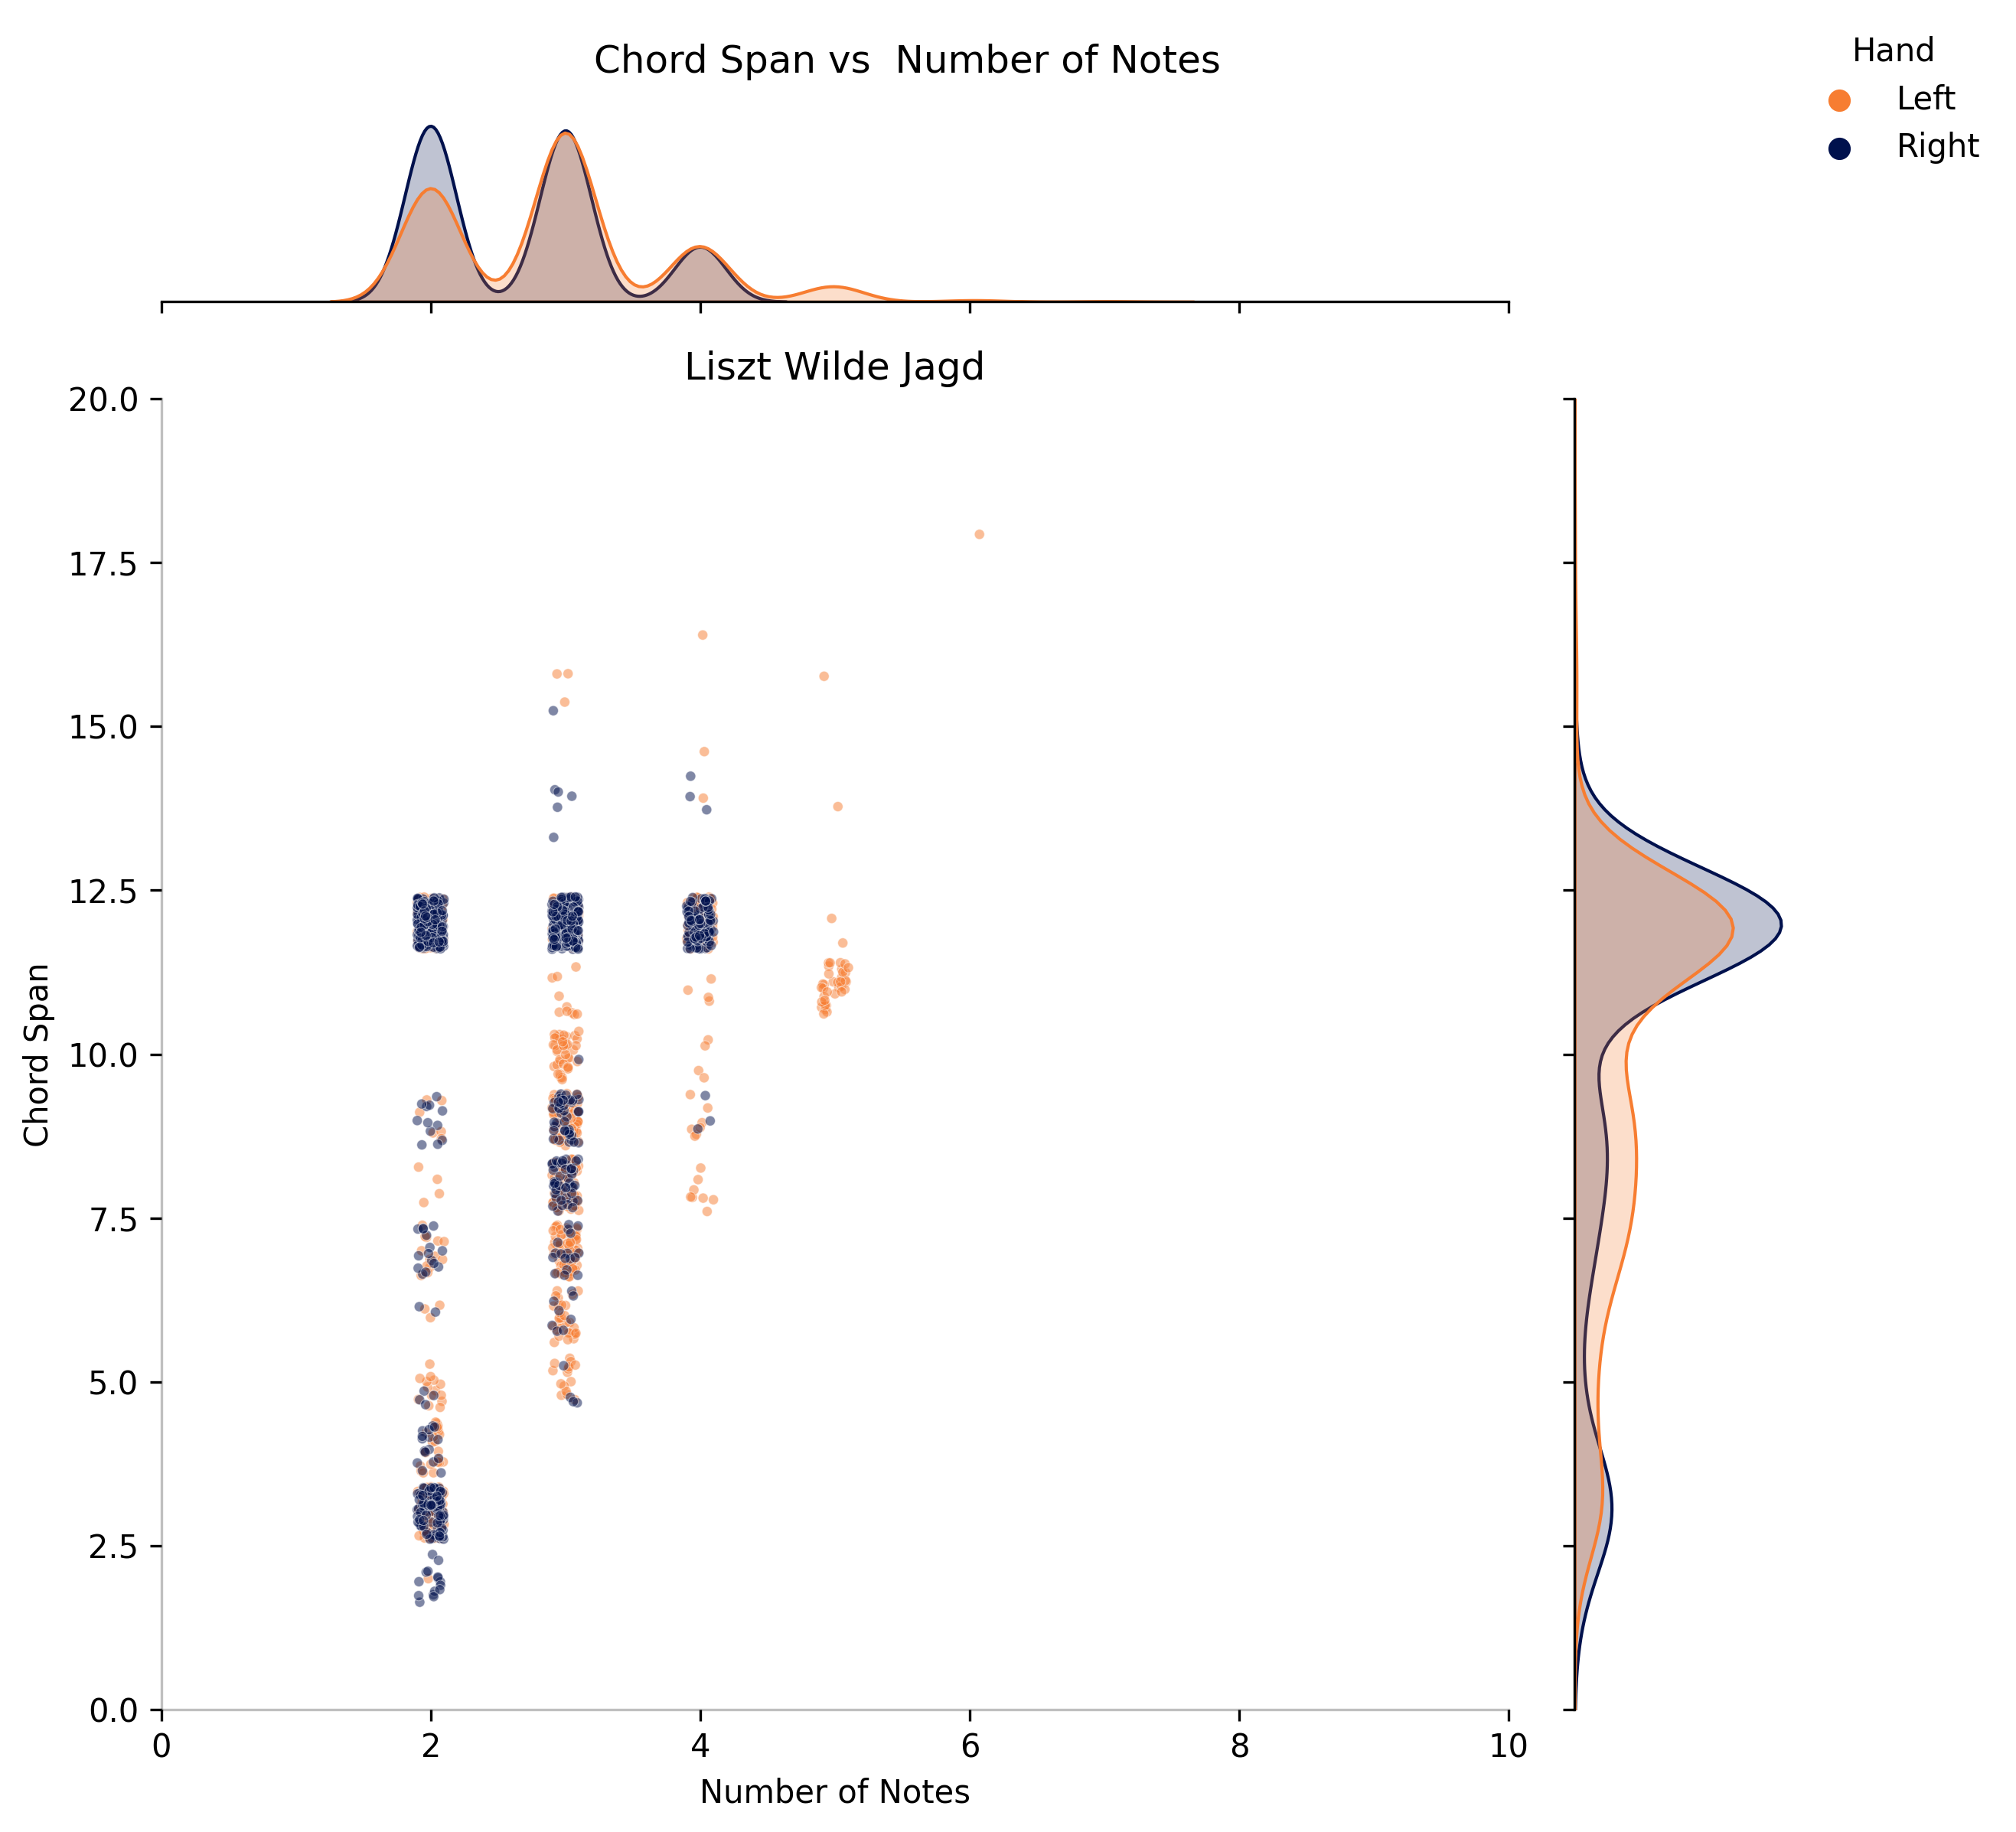 Chord Span vs  Number of Notes
Hand
Left
Right
Liszt Wilde Jagd
20.0
17.5
15.0
12.5
10.0
7.5
5.0
2.5
0.0
Chord Span
0 2 4 6 8 10
Number of Notes